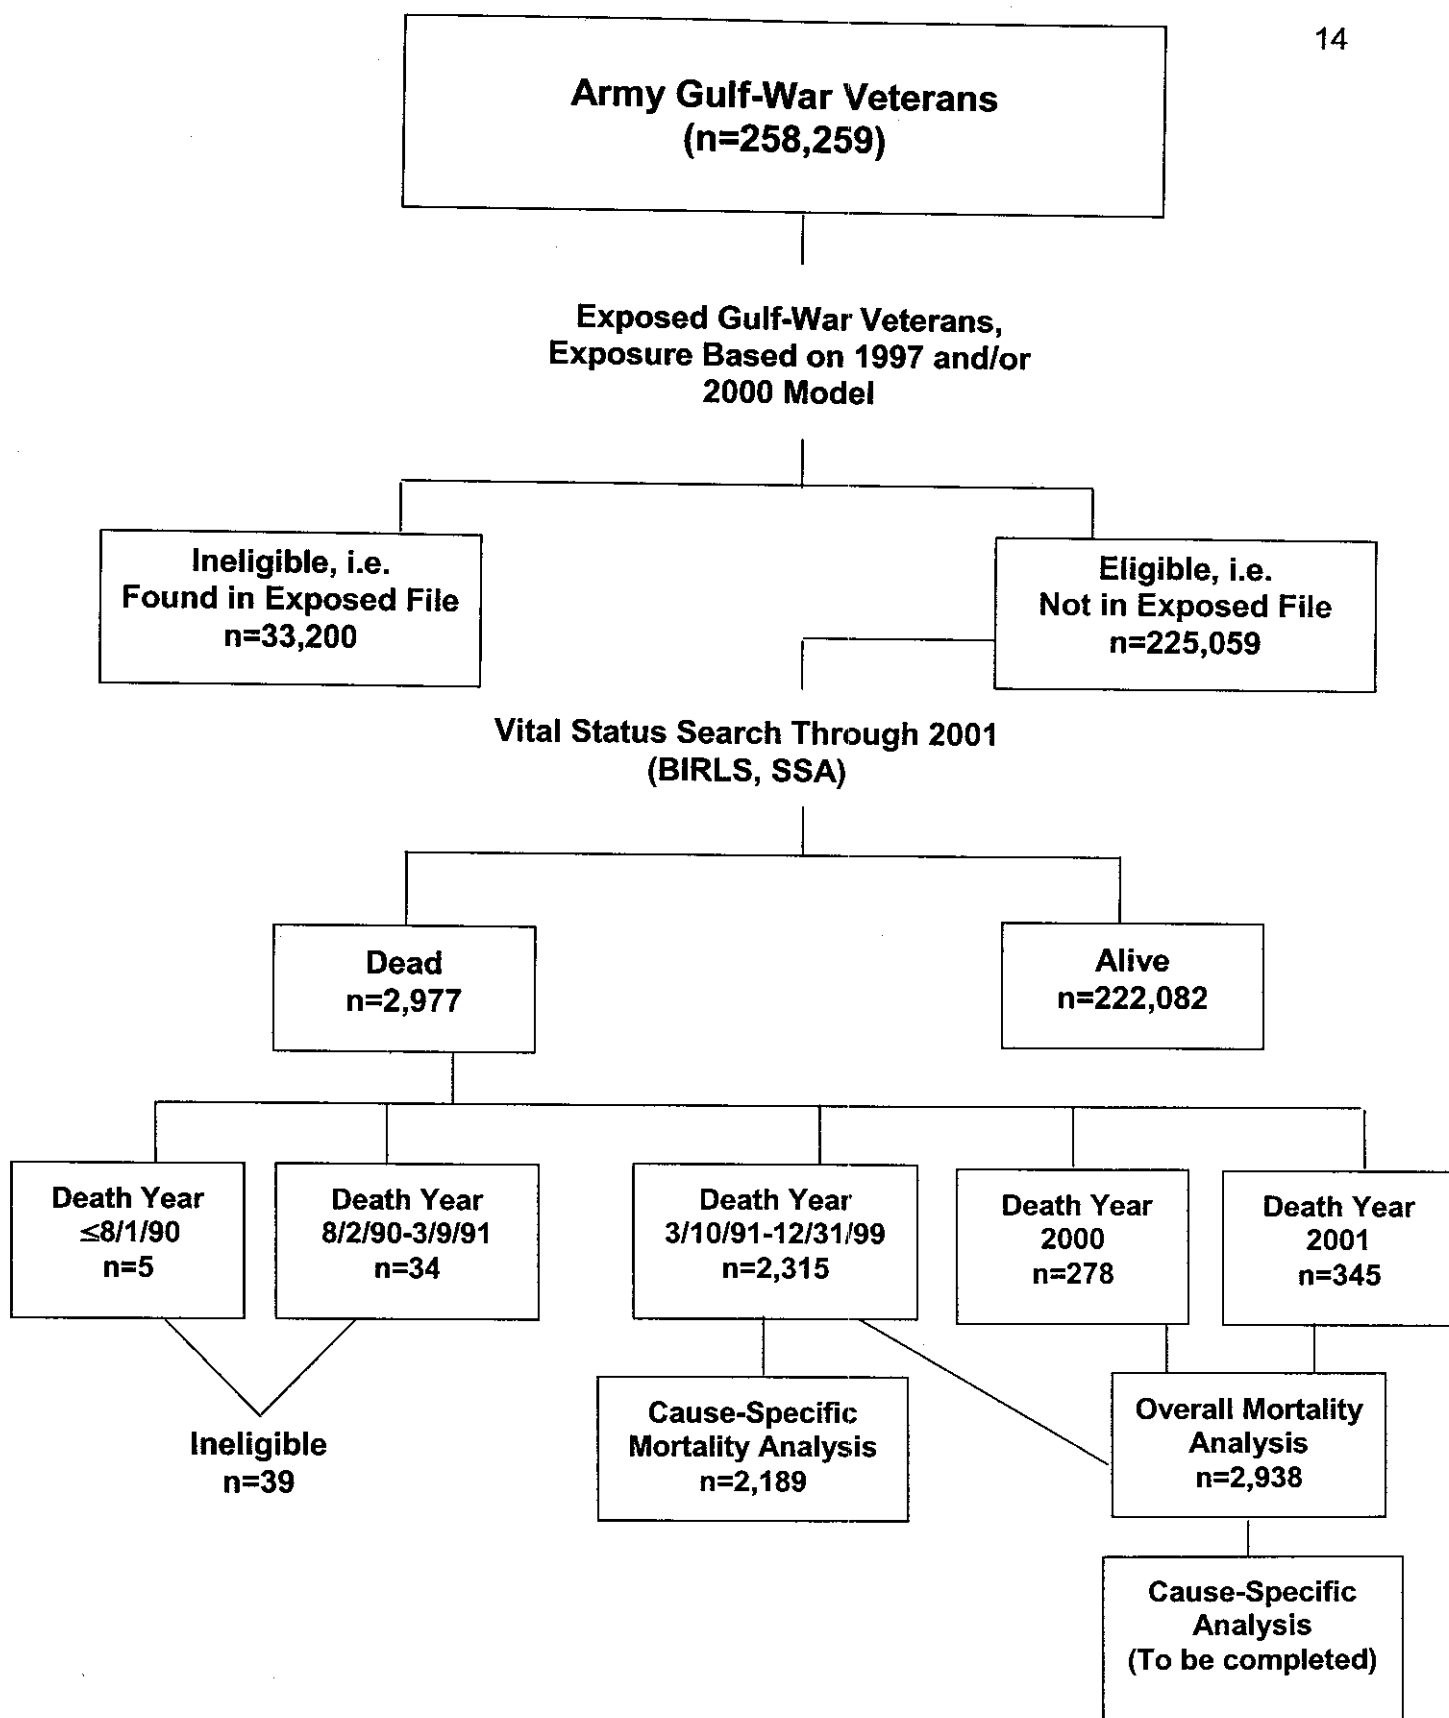 14
Army Gulf-War Veterans
(n=258,259)
Exposed Gulf-War Veterans,
Exposure Based on 1997 and/or
2000 Model
Ineligible, i.e.
Found in Exposed File
n=33,200
Eligible, i.e.
Not in Exposed File
n=225,059
Vital Status Search Through 2001
(BIRLS, SSA)
Dead
n=2,977
Alive
n=222,082
Death Year
≤8/1/90
n=5
Death Year
8/2/90-3/9/91
n=34
Death Year
3/10/91-12/31/99
n=2,315
Death Year
2000
n=278
Death Year
2001
n=345
Ineligible
n=39
Cause-Specific
Mortality Analysis
n=2,189
Overall Mortality
Analysis
n=2,938
Cause-Specific
Analysis
(To be completed)